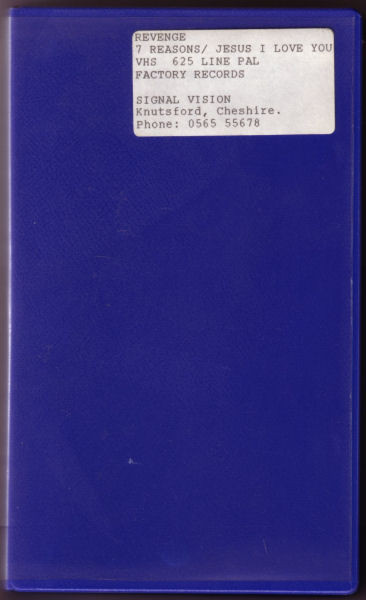 REVENGE
7 REASONS/ JESUS I LOVE YOU
VHS 625 LINE PAL
FACTORY RECORDS
SIGNAL VISION
Knutsford, Cheshire.
Phone: 0565 55678